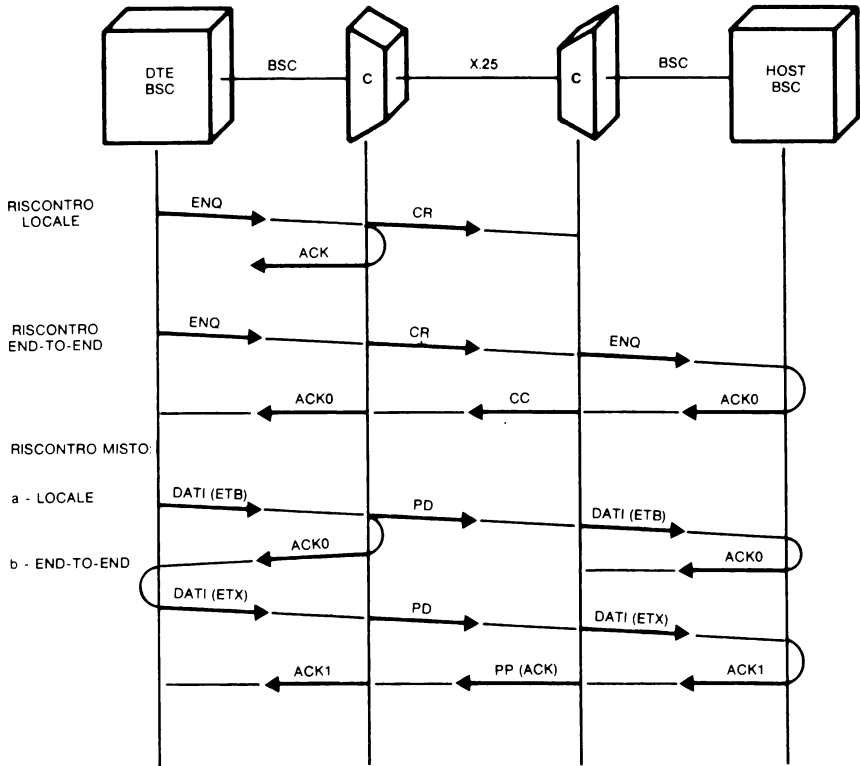 DTE
BSC
BSC
C
X.25
C
BSC
HOST
BSC
RISCONTRO
LOCALE
ENQ
CR
ACK
RISCONTRO
END-TO-END
ENQ
CR
ENQ
ACK0
CC
ACK0
RISCONTRO MISTO:
a - LOCALE
DATI (ETB)
PD
DATI (ETB)
b - END-TO-END
ACK0
ACK0
DATI (ETX)
PD
DATI (ETX)
ACK1
PP (ACK)
ACK1